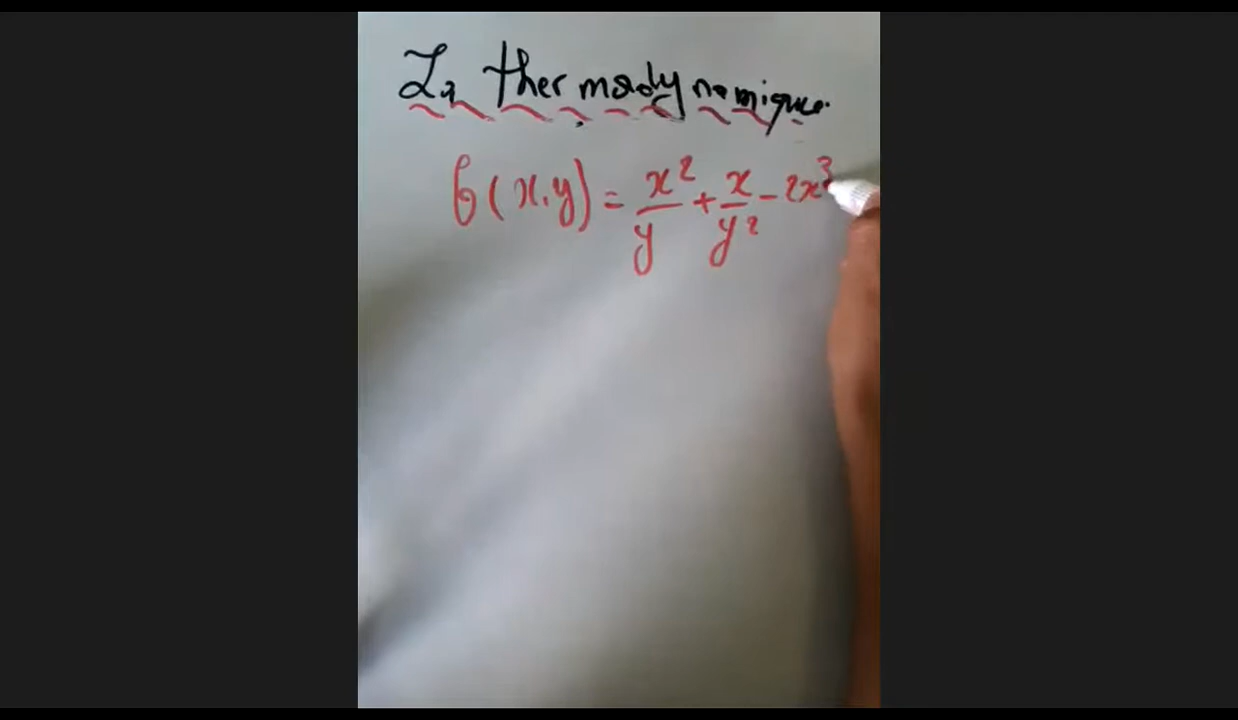 La thermodynamique
f(x,y) = x²/y + x/y² - 2x³